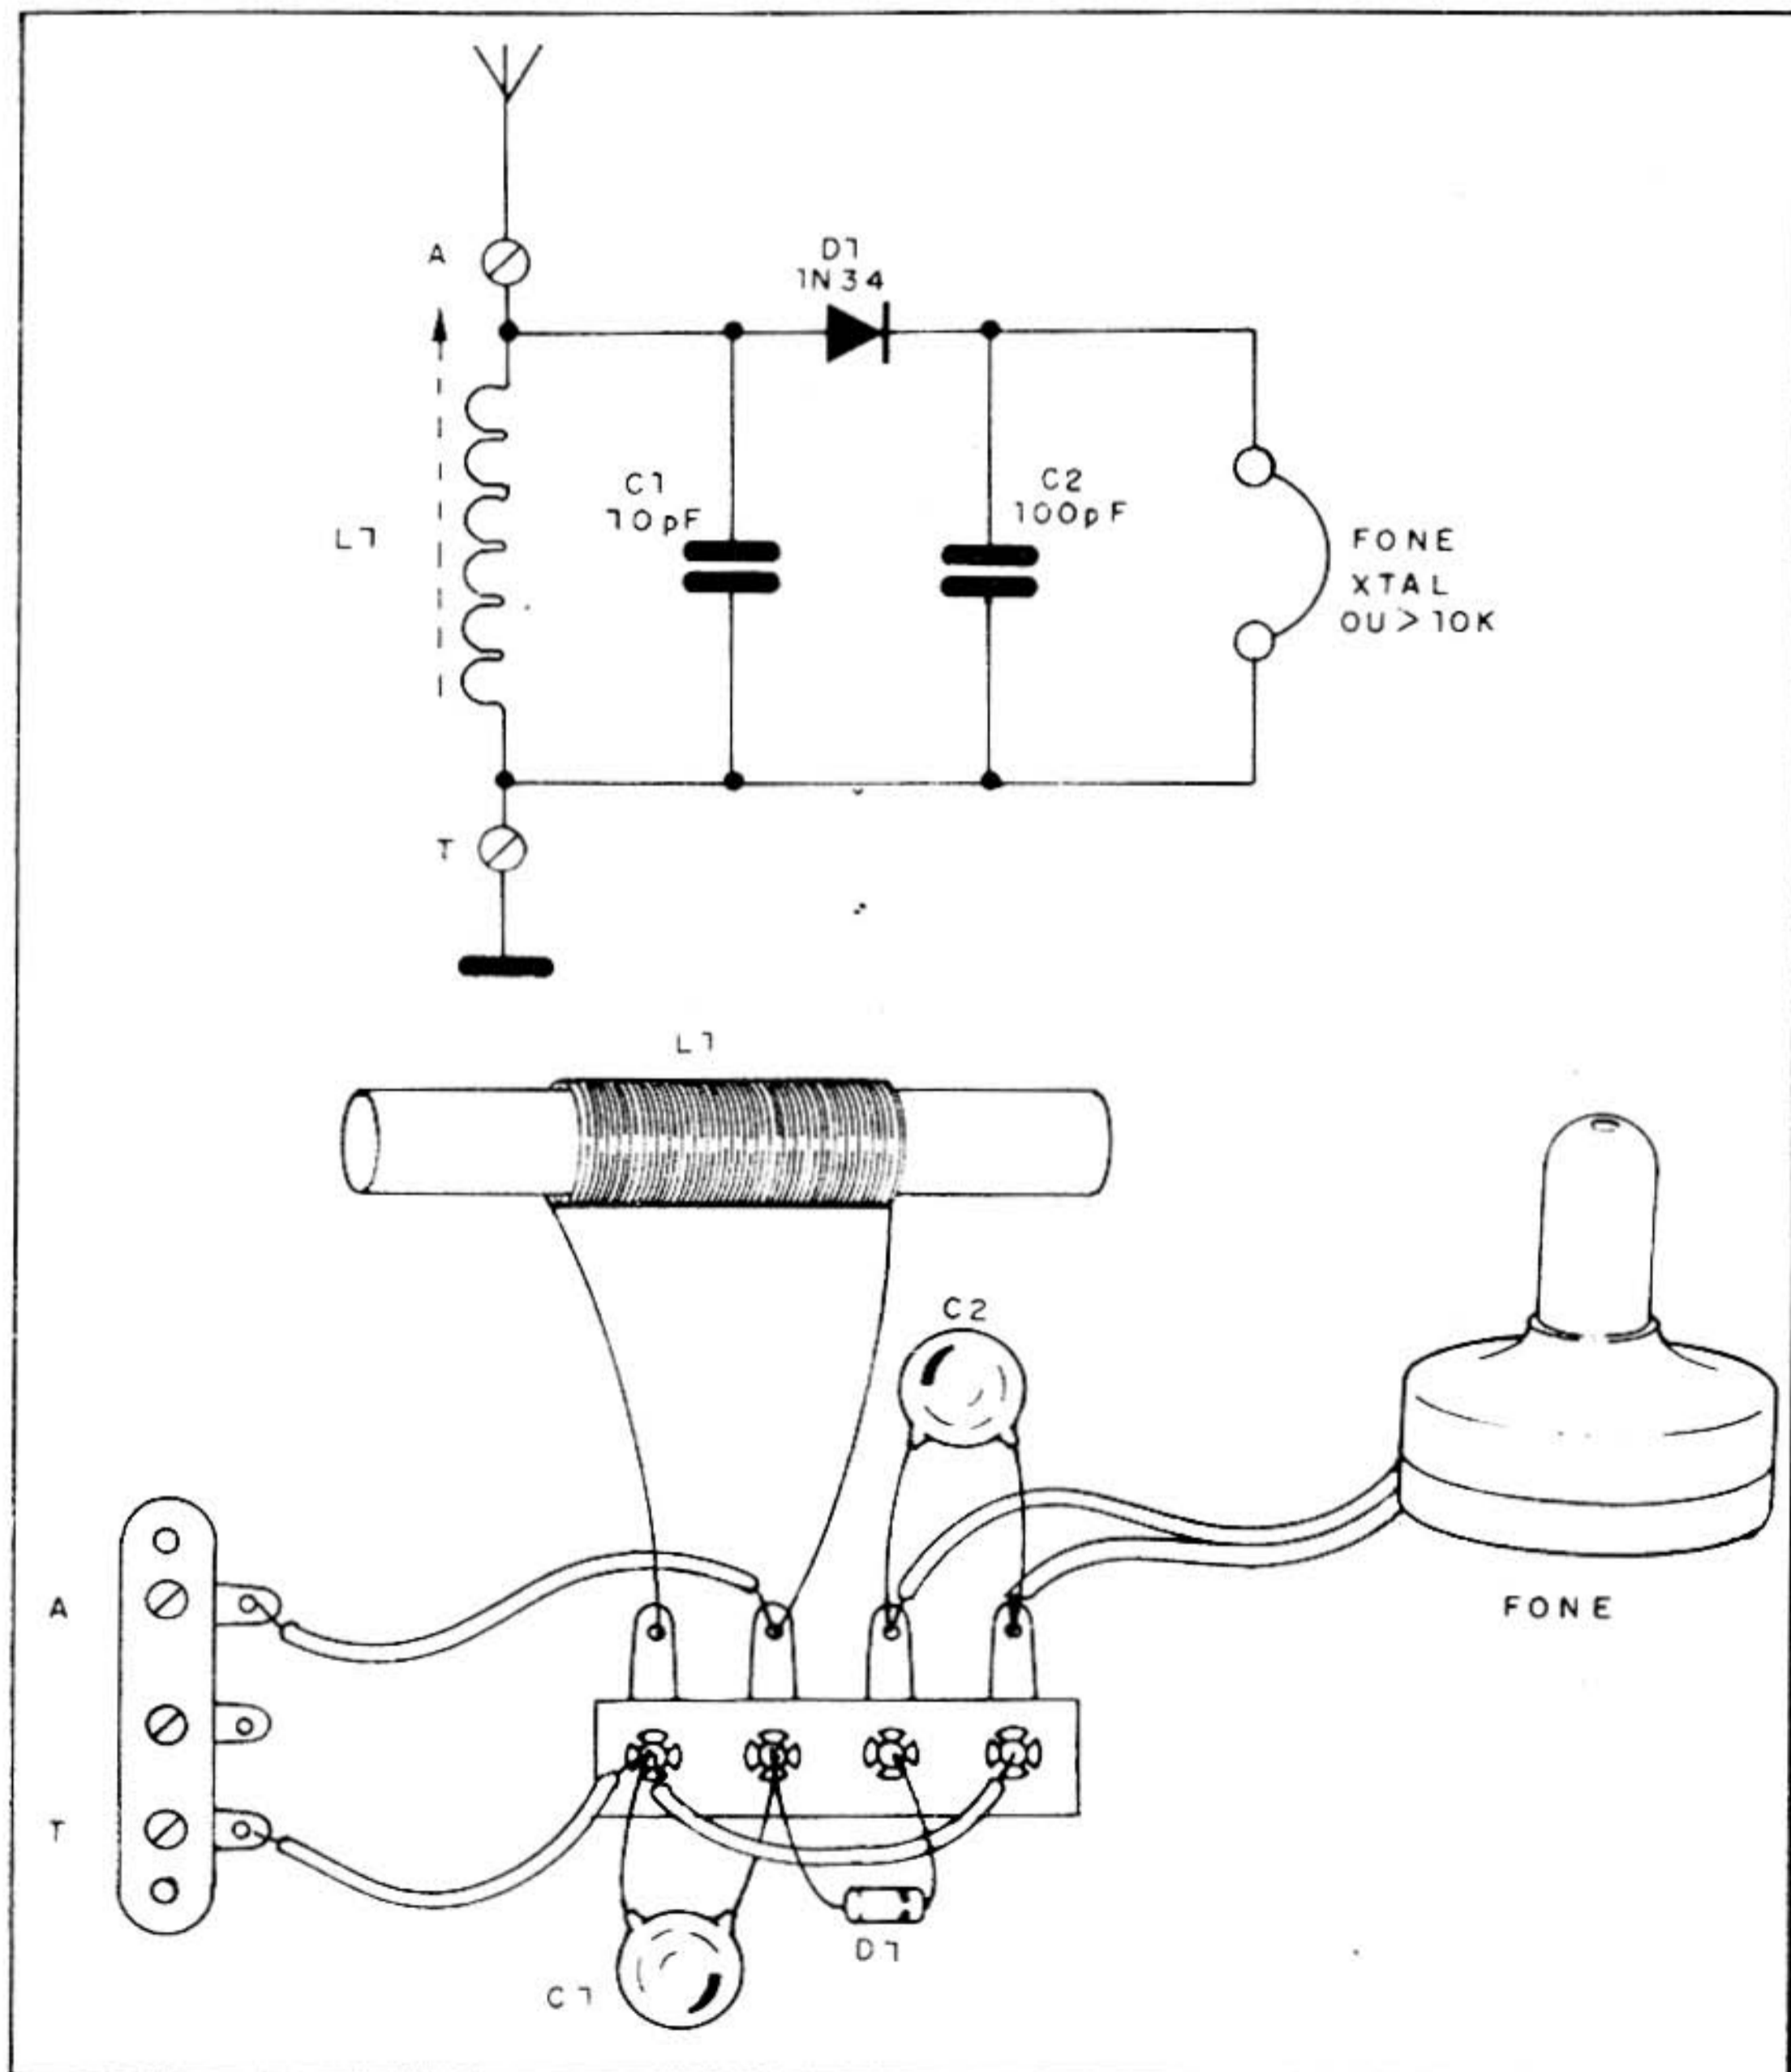 A
D1
1N34
C1
10pF
C2
100pF
L1
FONE
XTAL
OU > 10K
T
L1
C2
A
FONE
T
D1
C1